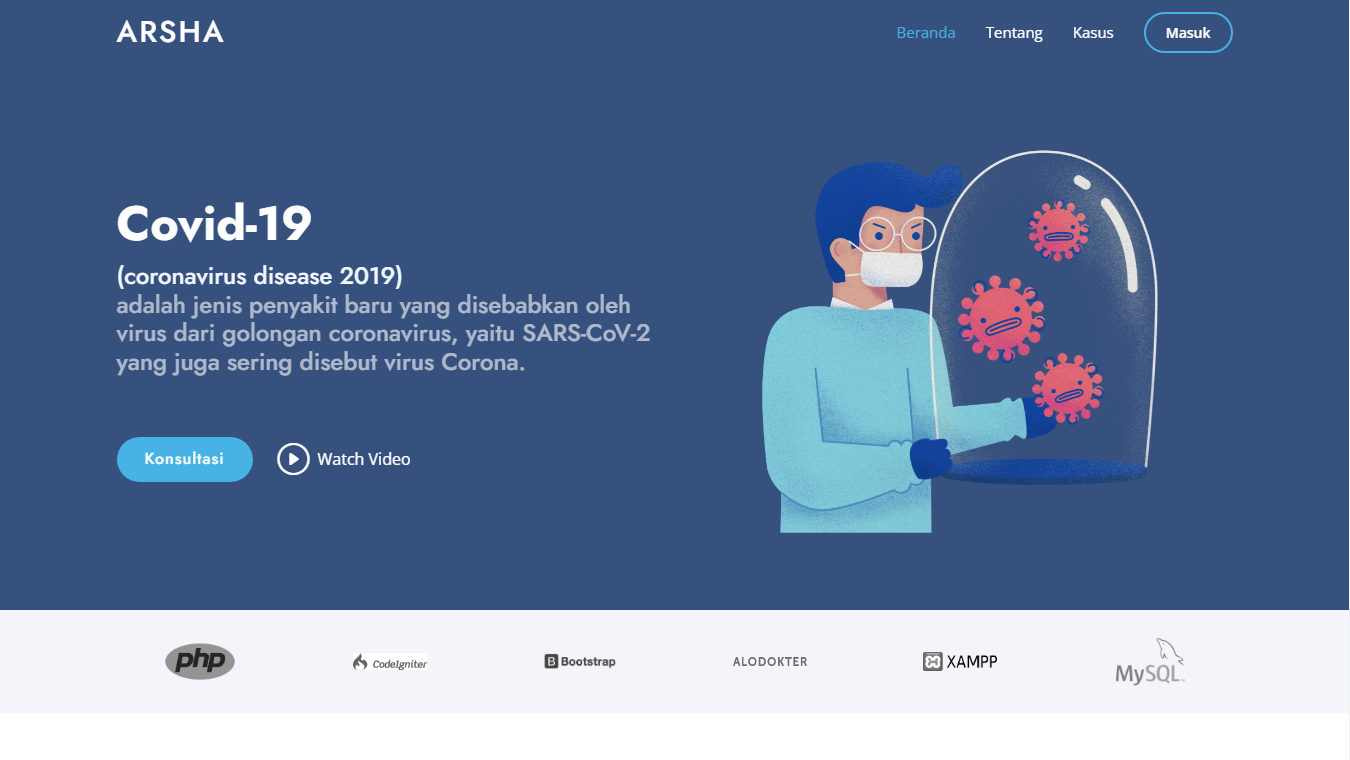 ARSHA
Beranda
Tentang
Kasus
Masuk
Covid-19
(coronavirus disease 2019)
adalah jenis penyakit baru yang disebabkan oleh
virus dari golongan coronavirus, yaitu SARS-CoV-2
yang juga sering disebut virus Corona.
Konsultasi
Watch Video
php
CodeIgniter
B Bootstrap
ALODOKTER
XAMPP
MySQL